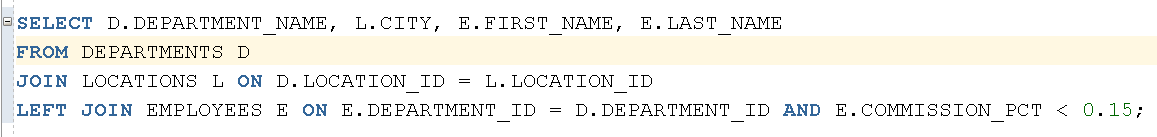 SELECT D.DEPARTMENT_NAME, L.CITY, E.FIRST_NAME, E.LAST_NAME
FROM DEPARTMENTS D
JOIN LOCATIONS L ON D.LOCATION_ID = L.LOCATION_ID
LEFT JOIN EMPLOYEES E ON E.DEPARTMENT_ID = D.DEPARTMENT_ID AND E.COMMISSION_PCT < 0.15;